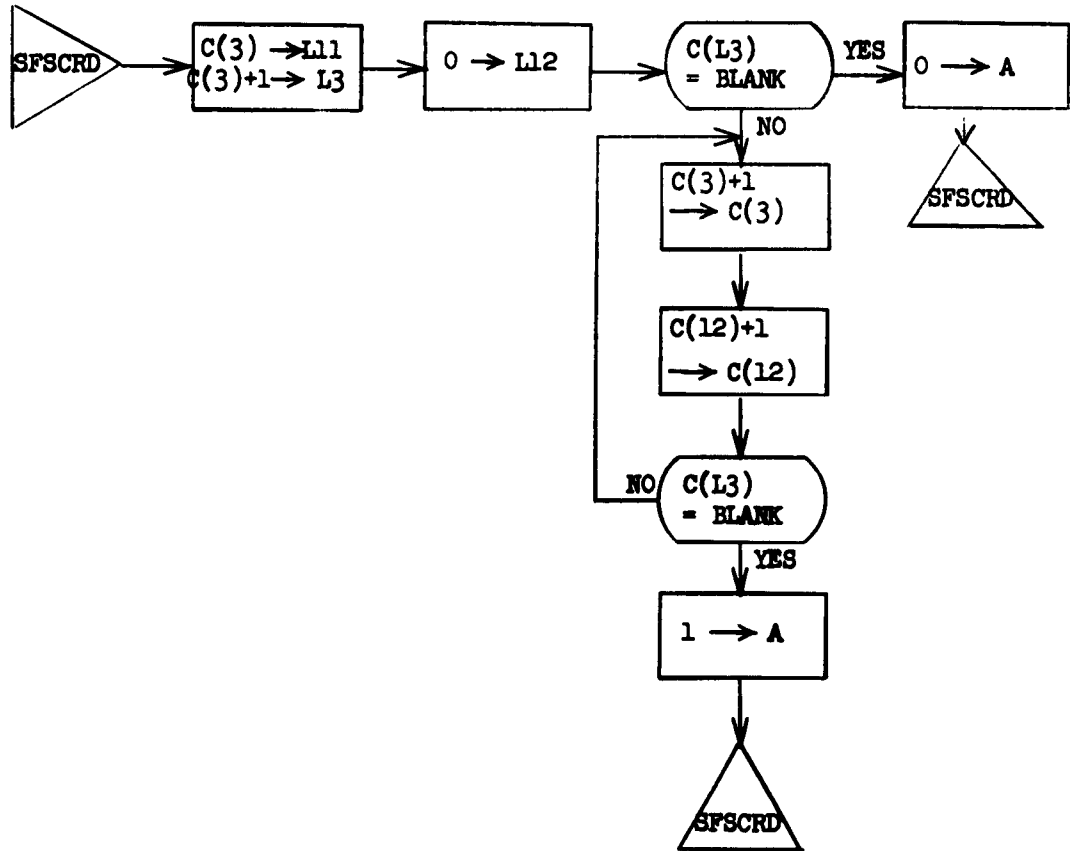 SFSCRD
C(3) → L11
C(3)+1 → L3
0 → L12
C(L3)
= BLANK
YES
0 → A
SFSCRD
NO
C(3)+1
→ C(3)
C(12)+1
→ C(12)
NO
C(L3)
= BLANK
YES
1 → A
SFSCRD